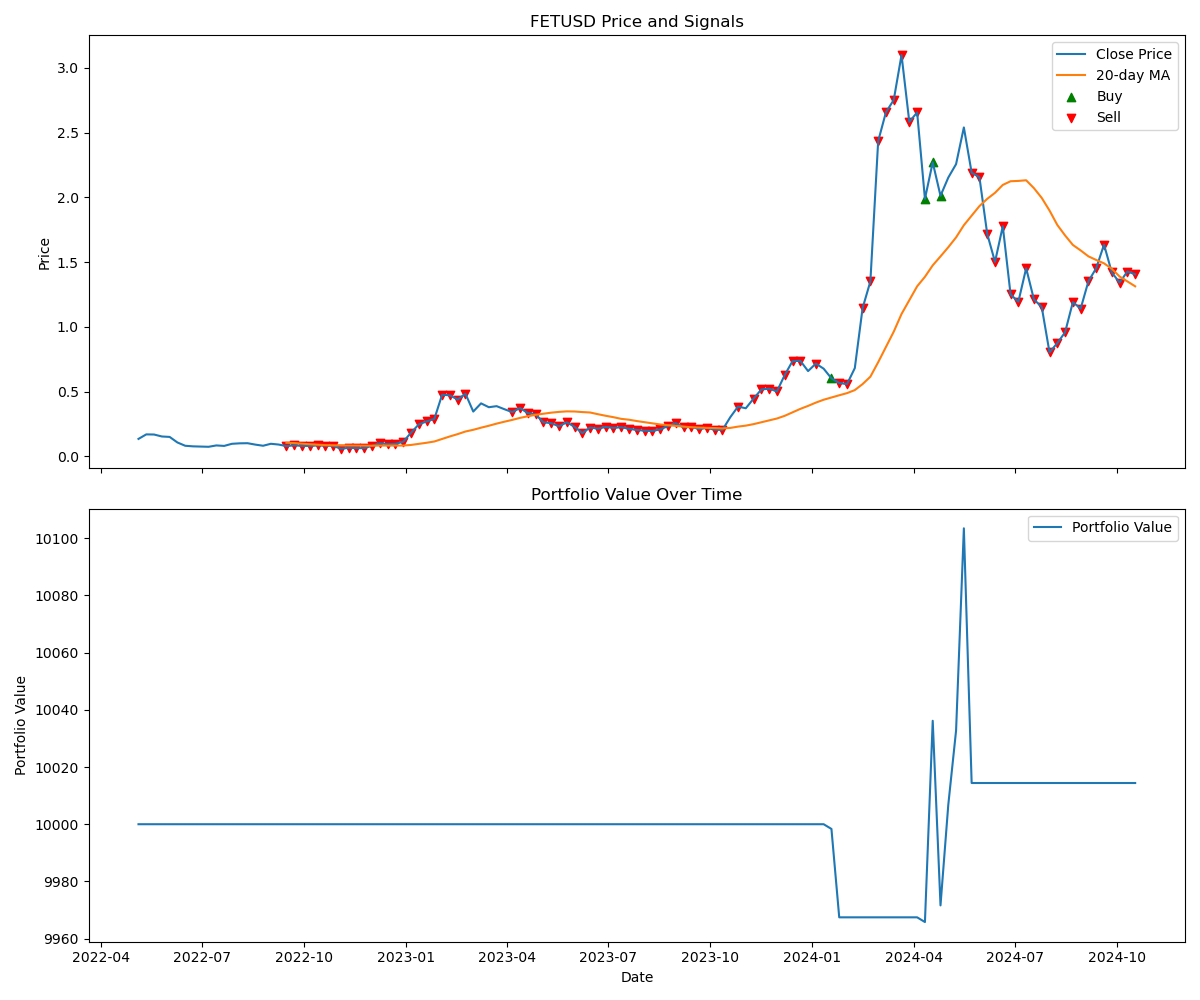 FETUSD Price and Signals
Close Price
20-day MA
Buy
Sell
Price
3.0
2.5
2.0
1.5
1.0
0.5
0.0
Portfolio Value Over Time
Portfolio Value
Portfolio Value
10100
10080
10060
10040
10020
10000
9980
9960
2022-04 2022-07 2022-10 2023-01 2023-04 2023-07 2023-10 2024-01 2024-04 2024-07 2024-10
Date